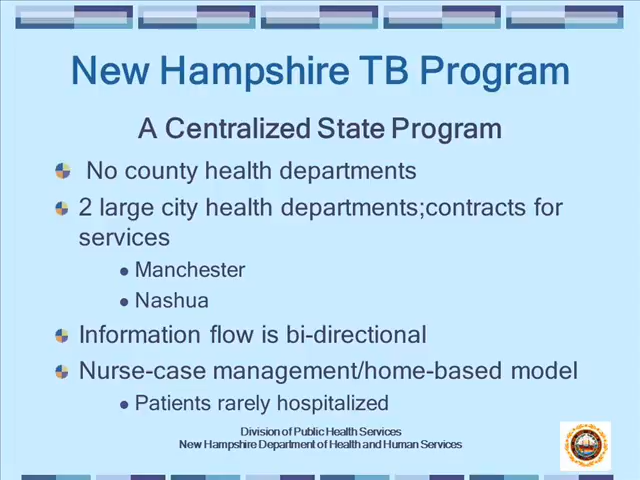 New Hampshire TB Program
A Centralized State Program
No county health departments
2 large city health departments;contracts for
services
Manchester
Nashua
Information flow is bi-directional
Nurse-case management/home-based model
Patients rarely hospitalized
Division of Public Health Services
New Hampshire Department of Health and Human Services